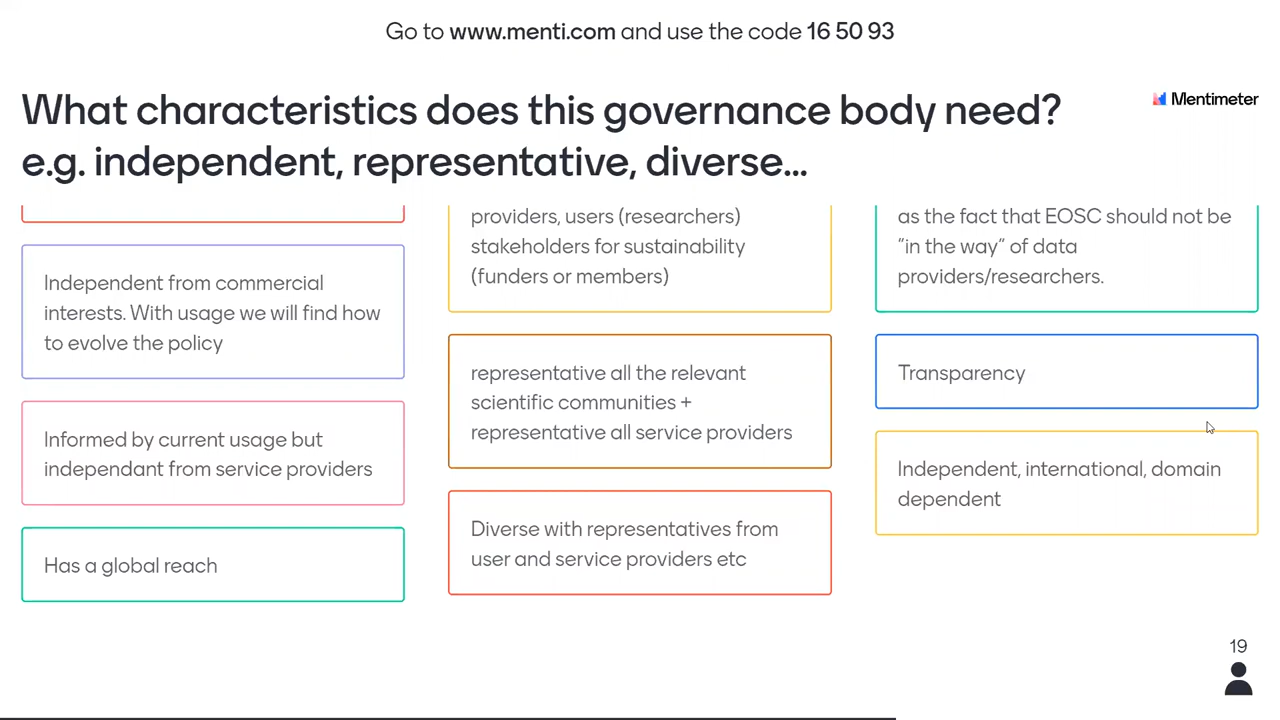 Go to www.menti.com and use the code 16 50 93
What characteristics does this governance body need?
e.g. independent, representative, diverse...
Mentimeter
Independent from commercial
interests. With usage we will find how
to evolve the policy
Informed by current usage but
independant from service providers
Has a global reach
providers, users (researchers)
stakeholders for sustainability
(funders or members)
representative all the relevant
scientific communities +
representative all service providers
Diverse with representatives from
user and service providers etc
as the fact that EOSC should not be
"in the way" of data
providers/researchers.
Transparency
Independent, international, domain
dependent
19